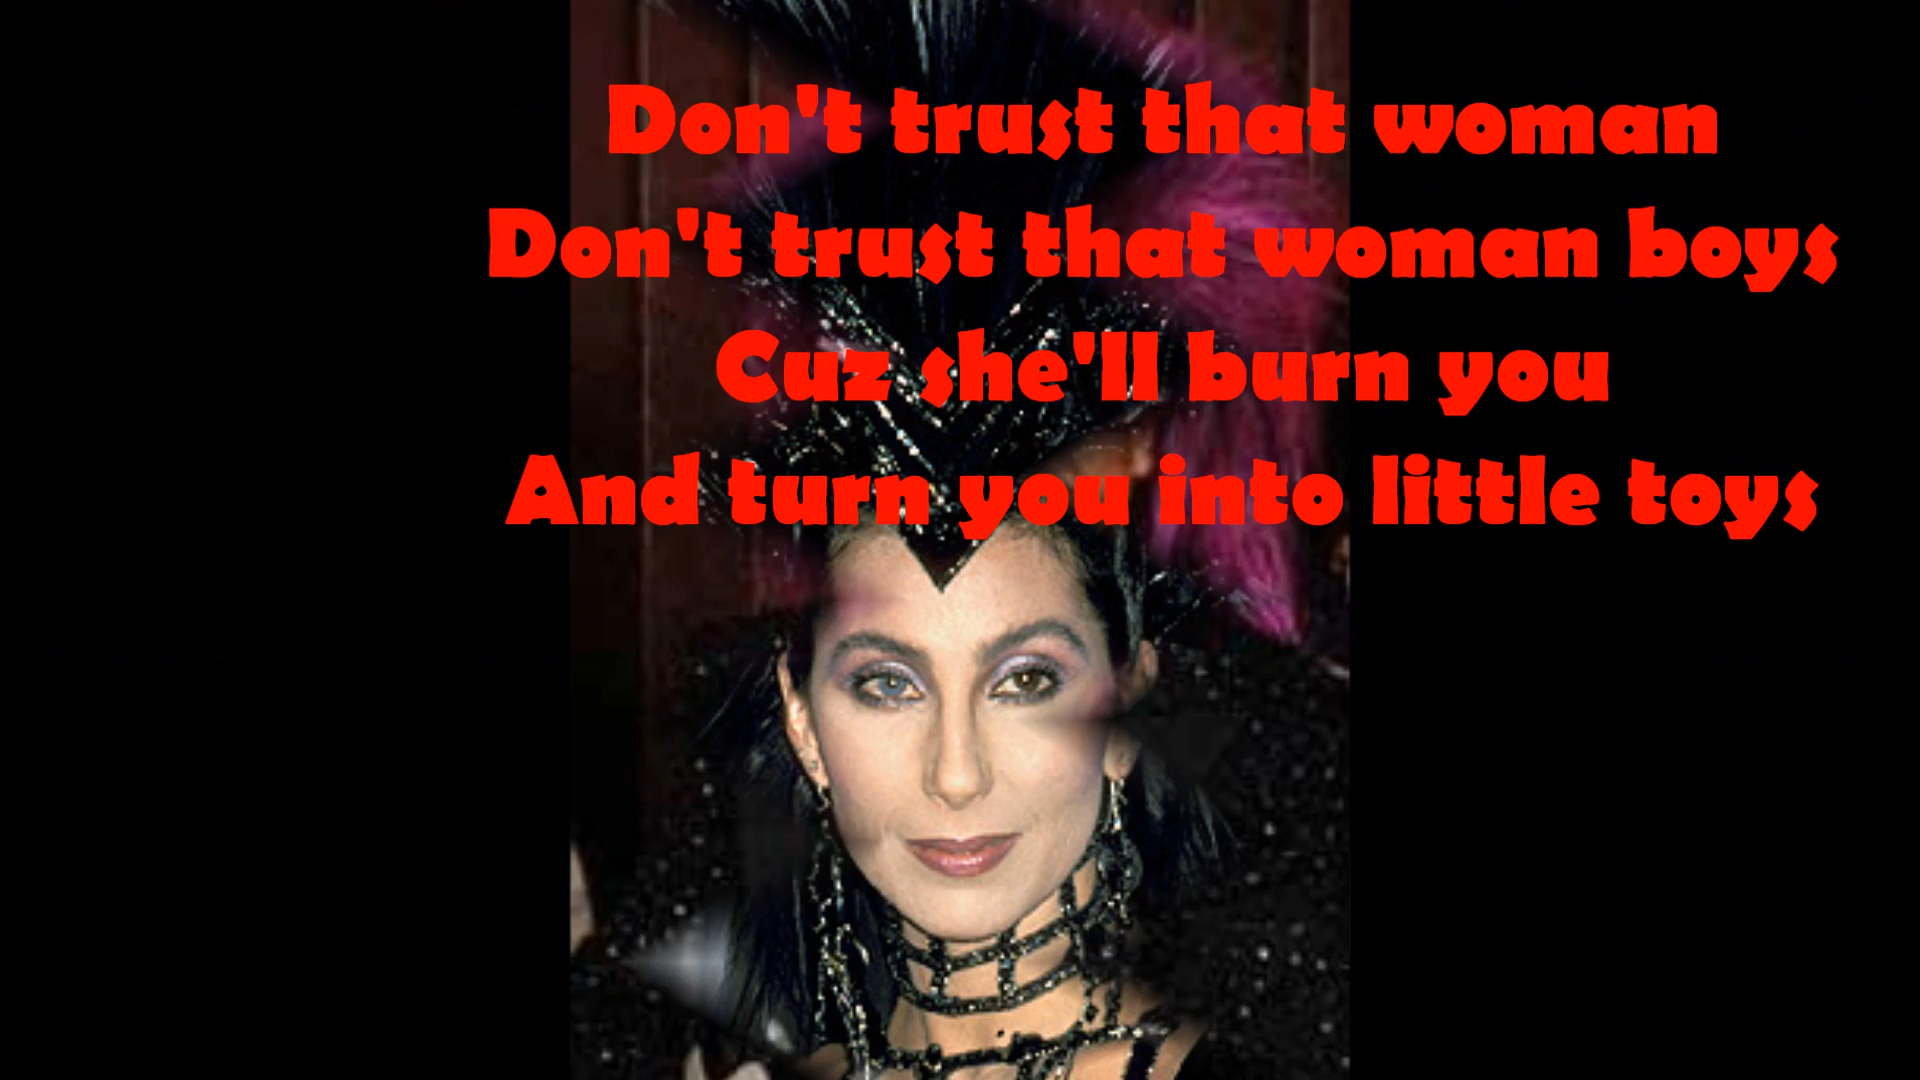 Don't trust that woman
Don't trust that woman boys
Cuz she'll burn you
And turn you into little toys